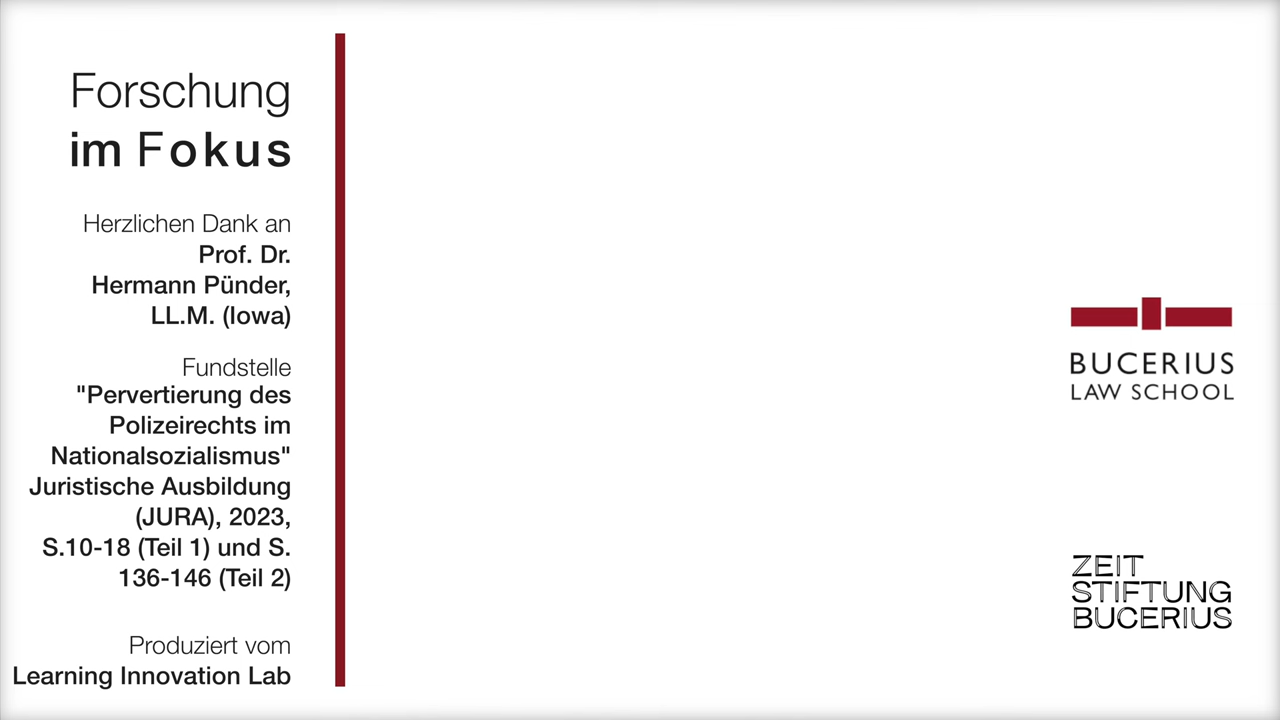 Forschung
im Fokus
Herzlichen Dank an
Prof. Dr.
Hermann Pünder,
LL.M. (Iowa)
Fundstelle
"Pervertierung des
Polizeirechts im
Nationalsozialismus"
Juristische Ausbildung
(JURA), 2023,
S.10-18 (Teil 1) und S.
136-146 (Teil 2)
Produziert vom
Learning Innovation Lab
BUCERIUS
LAW SCHOOL
ZEIT
STIFTUNG
BUCERIUS